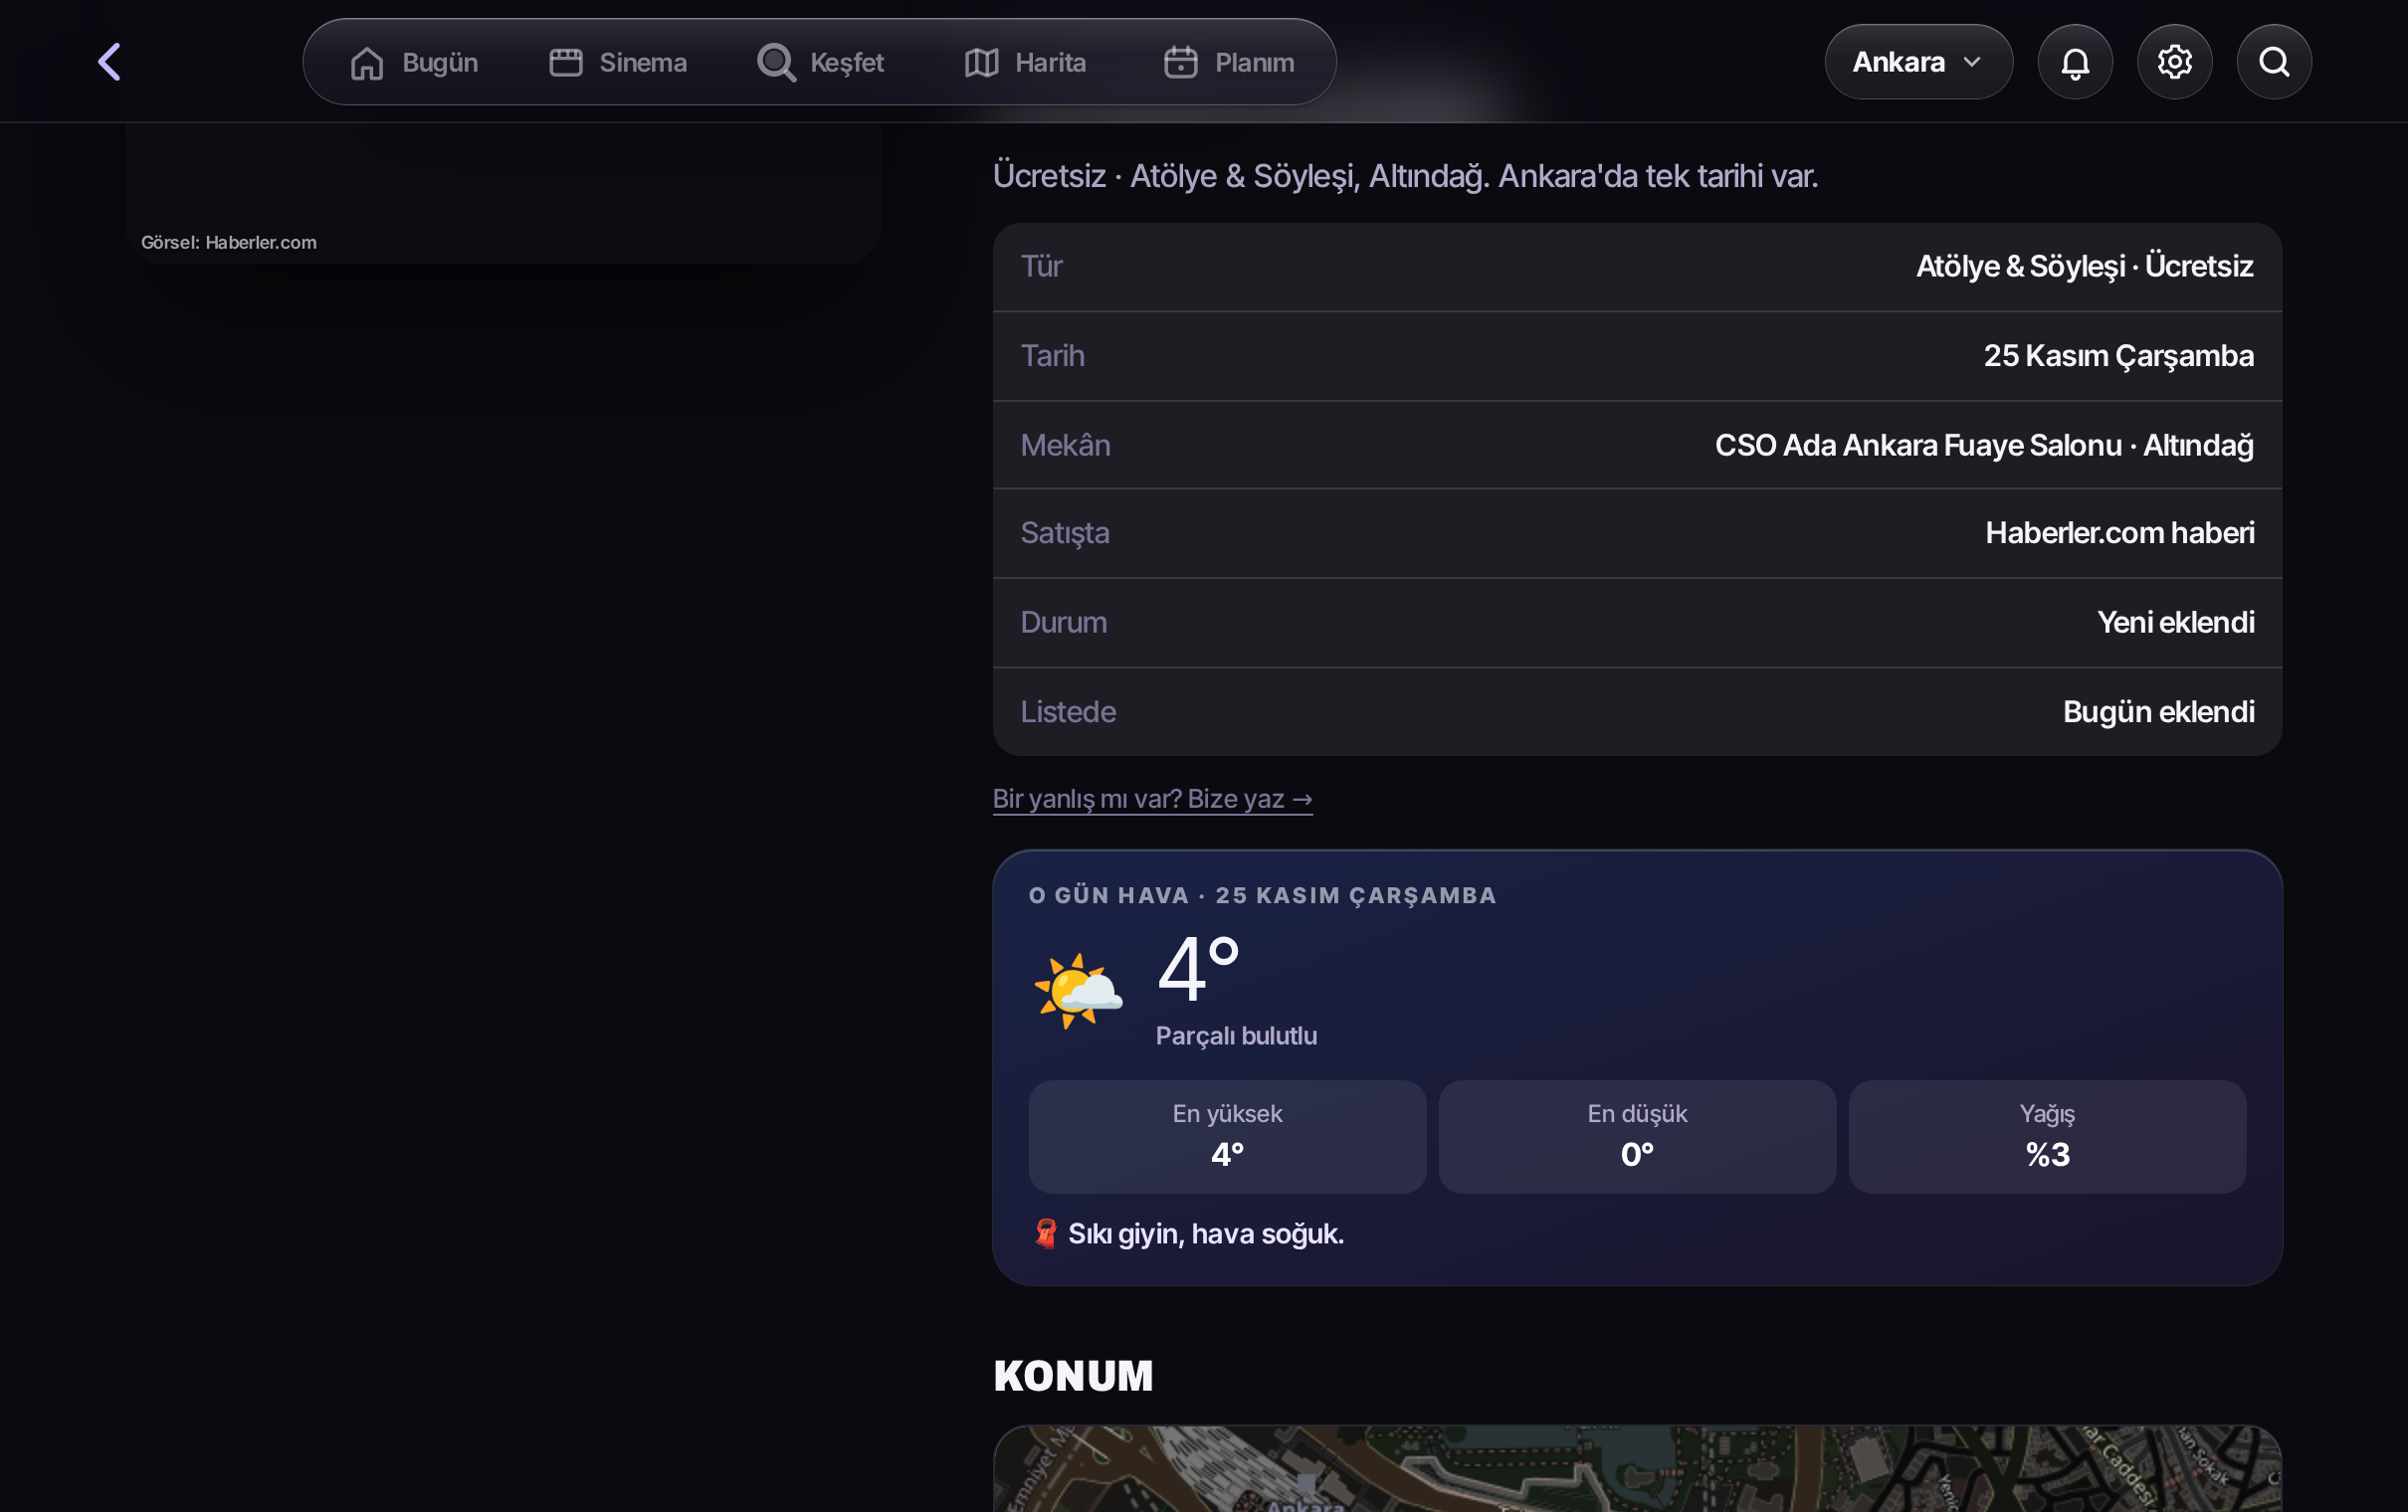 Bugün
Sinema
Keşfet
Harita
Planım
Ankara
Görsel: Haberler.com
Ücretsiz · Atölye & Söyleşi, Altındağ. Ankara'da tek tarihi var.
Tür
Atölye & Söyleşi · Ücretsiz
Tarih
25 Kasım Çarşamba
Mekân
CSO Ada Ankara Fuaye Salonu · Altındağ
Satışta
Haberler.com haberi
Durum
Yeni eklendi
Listede
Bugün eklendi
Bir yanlış mı var? Bize yaz →
O GÜN HAVA · 25 KASIM ÇARŞAMBA
4°
Parçalı bulutlu
En yüksek
4°
En düşük
0°
Yağış
%3
Sıkı giyin, hava soğuk.
KONUM
Emniyet
Ankara